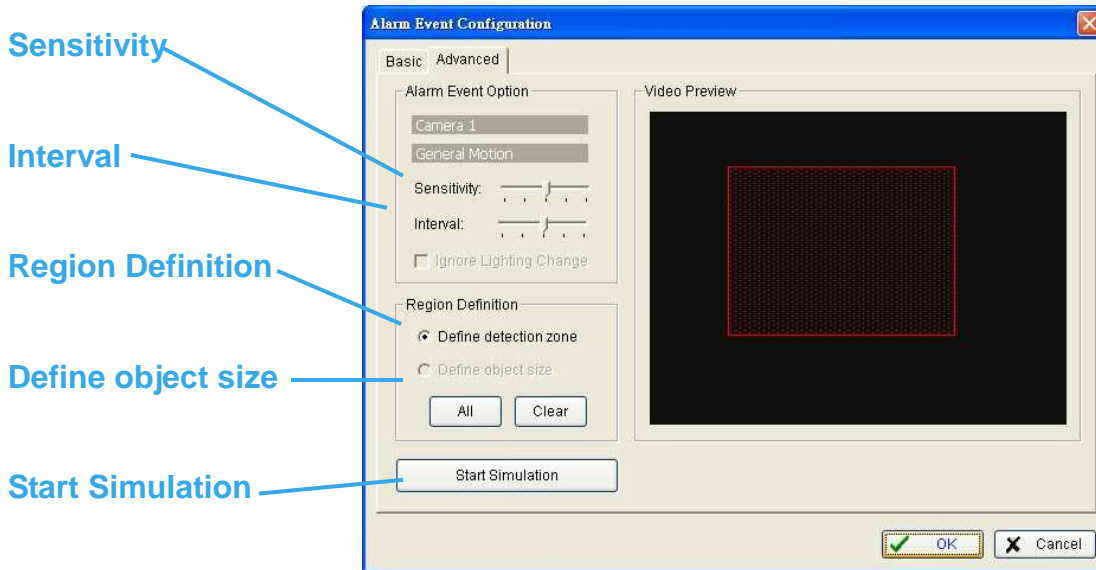 Sensitivity
Interval
Region Definition
Define object size
Start Simulation
Alarm Event Configuration
Basic
Advanced
Alarm Event Option
Camera 1
General Motion
Sensitivity:
Interval:
Ignore Lighting Change
Region Definition
Define detection zone
Define object size
All
Clear
Start Simulation
Video Preview
OK
Cancel